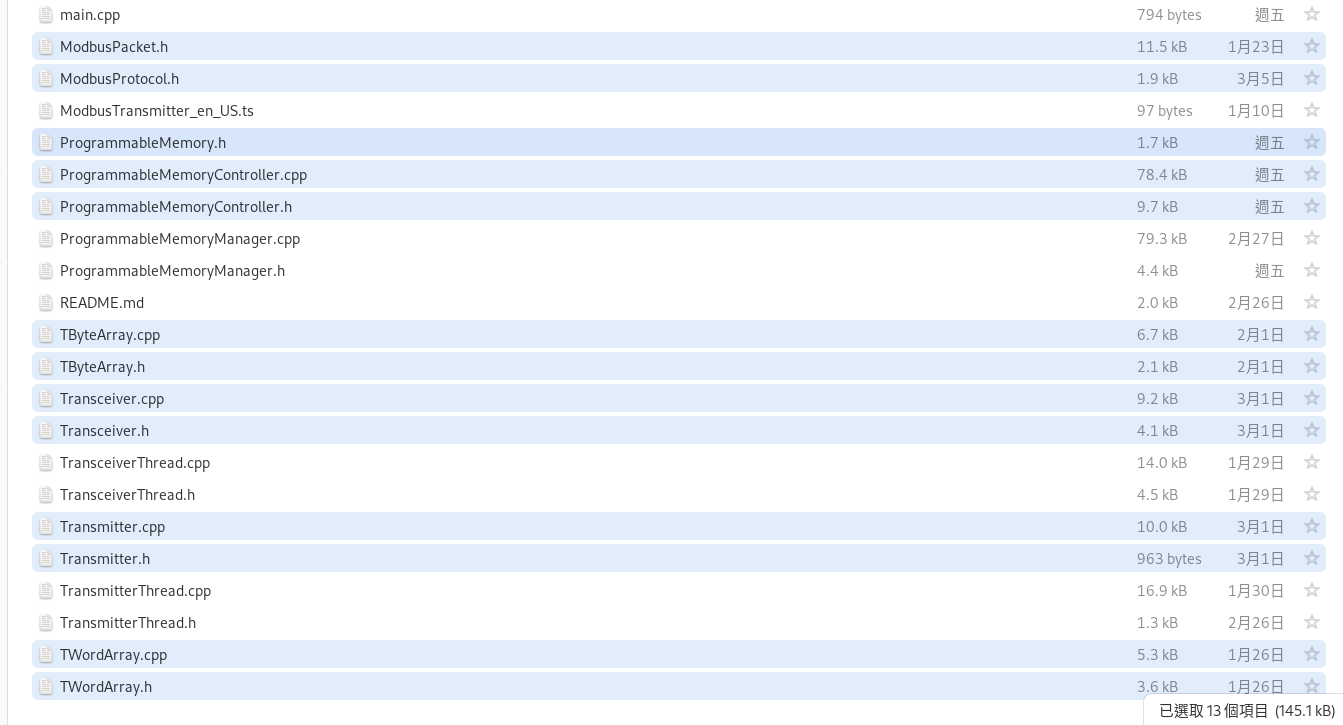 main.cpp 794 bytes 週五
ModbusPacket.h 11.5 kB 1月23日
ModbusProtocol.h 1.9 kB 3月5日
ModbusTransmitter_en_US.ts 97 bytes 1月10日
ProgrammableMemory.h 1.7 kB 週五
ProgrammableMemoryController.cpp 78.4 kB 週五
ProgrammableMemoryController.h 9.7 kB 週五
ProgrammableMemoryManager.cpp 79.3 kB 2月27日
ProgrammableMemoryManager.h 4.4 kB 週五
README.md 2.0 kB 2月26日
TByteArray.cpp 6.7 kB 2月1日
TByteArray.h 2.1 kB 2月1日
Transceiver.cpp 9.2 kB 3月1日
Transceiver.h 4.1 kB 3月1日
TransceiverThread.cpp 14.0 kB 1月29日
TransceiverThread.h 4.5 kB 1月29日
Transmitter.cpp 10.0 kB 3月1日
Transmitter.h 963 bytes 3月1日
TransmitterThread.cpp 16.9 kB 1月30日
TransmitterThread.h 1.3 kB 2月26日
TWordArray.cpp 5.3 kB 1月26日
TWordArray.h 3.6 kB 1月26日
已選取 13 個項目 (145.1 kB)